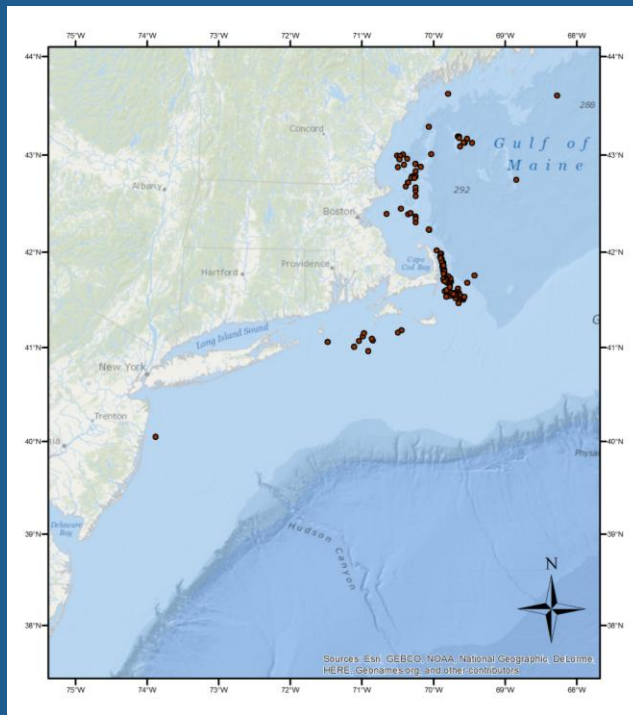 75°W 74°W 73°W 72°W 71°W 70°W 69°W 68°W
44°N 44°N
288
Concord
Gulf of
Maine
43°N 43°N
Albany
292
Boston
42°N 42°N
Cape
Cod Bay
Providence
Hartford
Long Island Sound
41°N 41°N
New York
Trenton
40°N 40°N
Delaware
Bay
39°N 39°N
Hudson
Canyon
N
38°N 38°N
Sources: Esri, GEBCO, NOAA, National Geographic, DeLorme,
HERE, Geonames.org, and other contributors
75°W 74°W 73°W 72°W 71°W 70°W 69°W 68°W